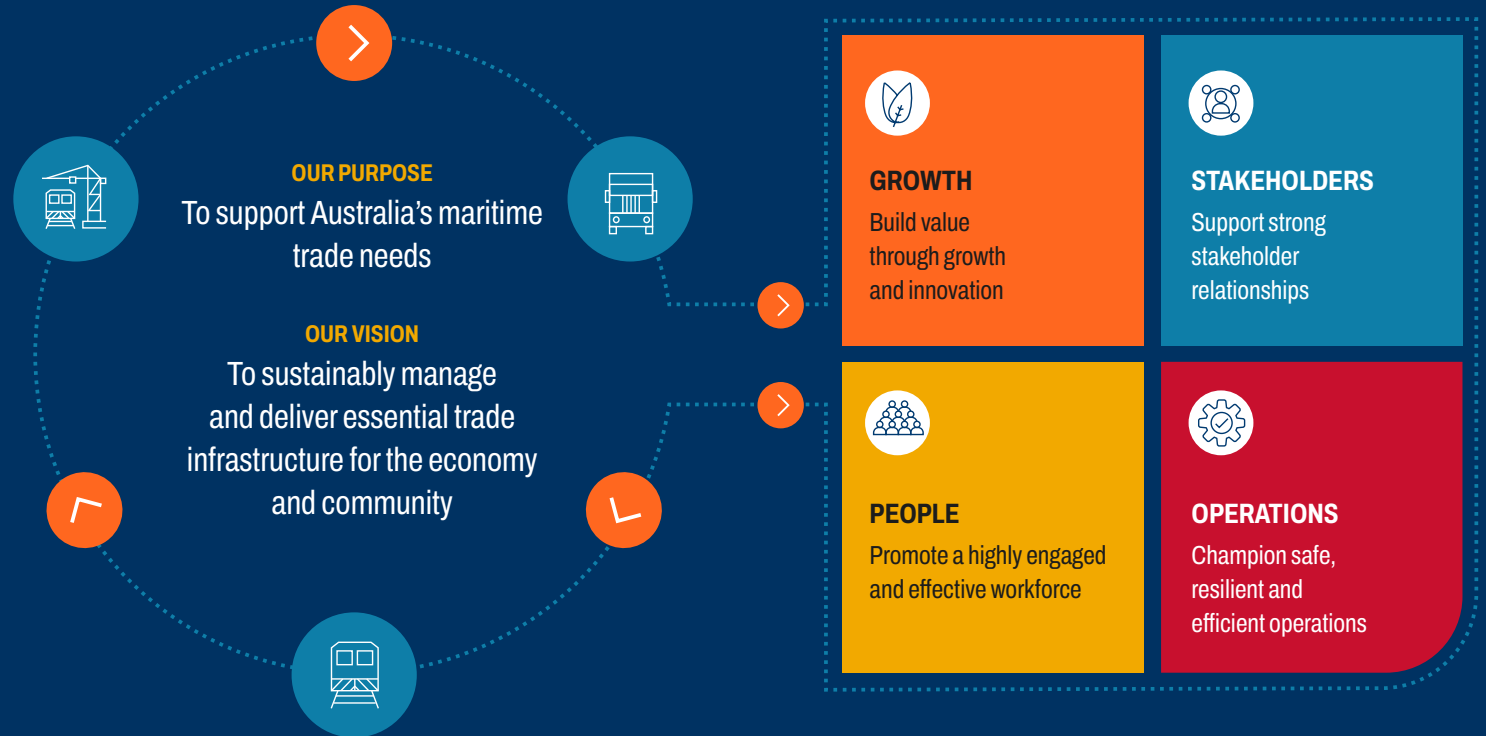 OUR PURPOSE
To support Australia’s maritime
trade needs
OUR VISION
To sustainably manage
and deliver essential trade
infrastructure for the economy
and community
GROWTH
Build value
through growth
and innovation
STAKEHOLDERS
Support strong
stakeholder
relationships
PEOPLE
Promote a highly engaged
and effective workforce
OPERATIONS
Champion safe,
resilient and
efficient operations